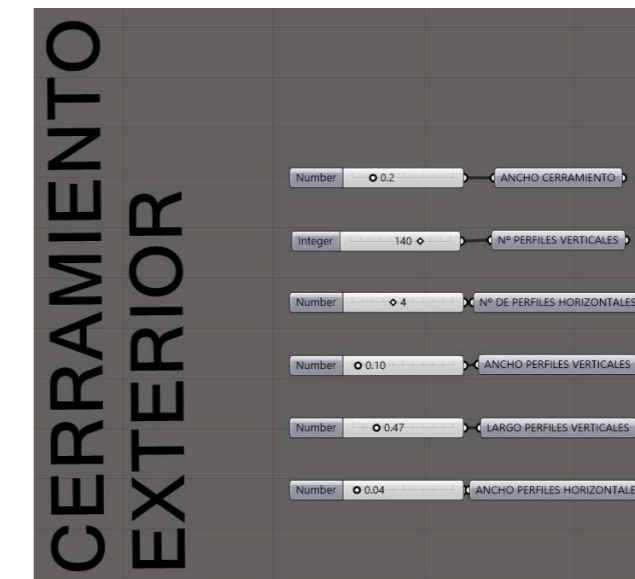 CERRAMIENTO
EXTERIOR
Number 0.2 ANCHO CERRAMIENTO
Integer 140 Nº PERFILES VERTICALES
Number 4 Nº DE PERFILES HORIZONTALES
Number 0.10 ANCHO PERFILES VERTICALES
Number 0.47 LARGO PERFILES VERTICALES
Number 0.04 ANCHO PERFILES HORIZONTALE